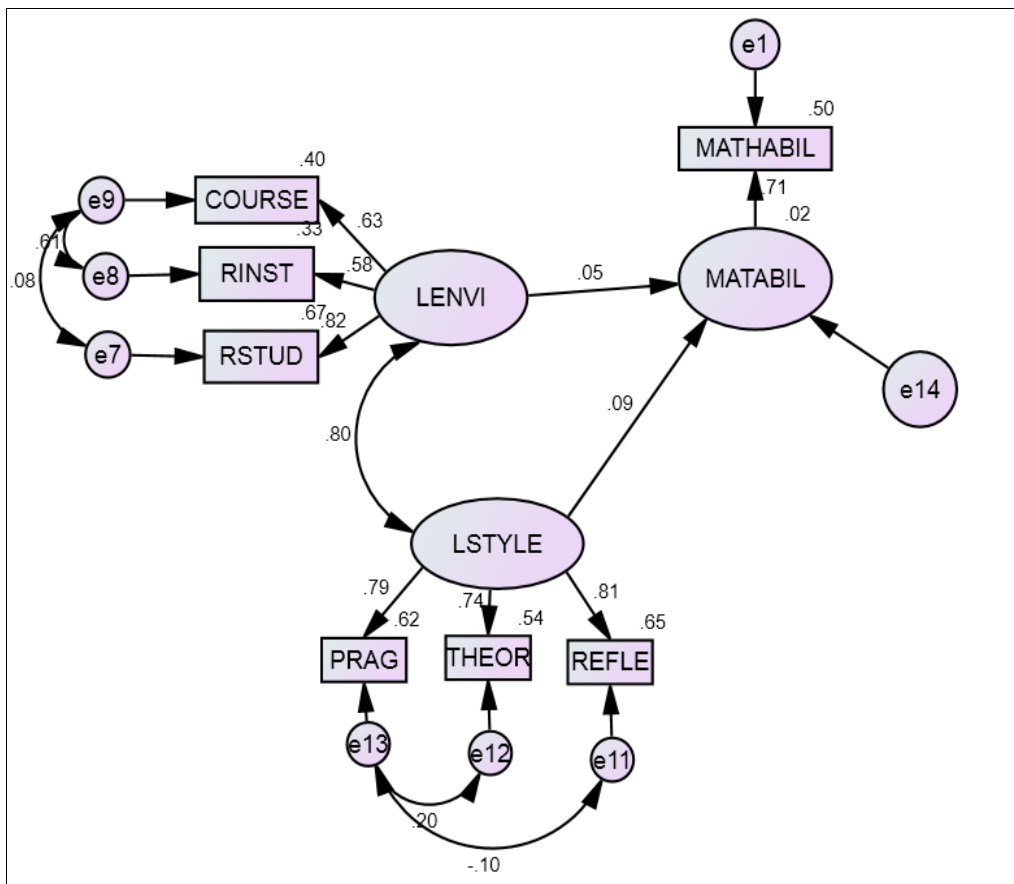 e1
.50
MATHABIL
.71
.02
MATABIL
.40
e9
COURSE
.63
.33
.61
e8
RINST
.58
.08
LENVI
.05
.67
.82
e7
RSTUD
e14
.09
.80
LSTYLE
.79
.74
.81
.62
.54
.65
PRAG
THEOR
REFLE
e13
e12
e11
.20
-.10